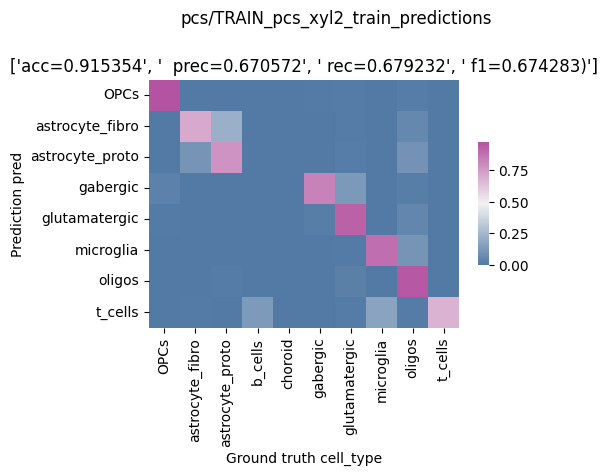 pcs/TRAIN_pcs_xyl2_train_predictions
['acc=0.915354', '  prec=0.670572', ' rec=0.679232', ' f1=0.674283)']
OPCs
astrocyte_fibro
astrocyte_proto
gabergic
glutamatergic
microglia
oligos
t_cells
Prediction pred
0.75
0.50
0.25
0.00
OPCs
astrocyte_fibro
astrocyte_proto
b_cells
choroid
gabergic
glutamatergic
microglia
oligos
t_cells
Ground truth cell_type